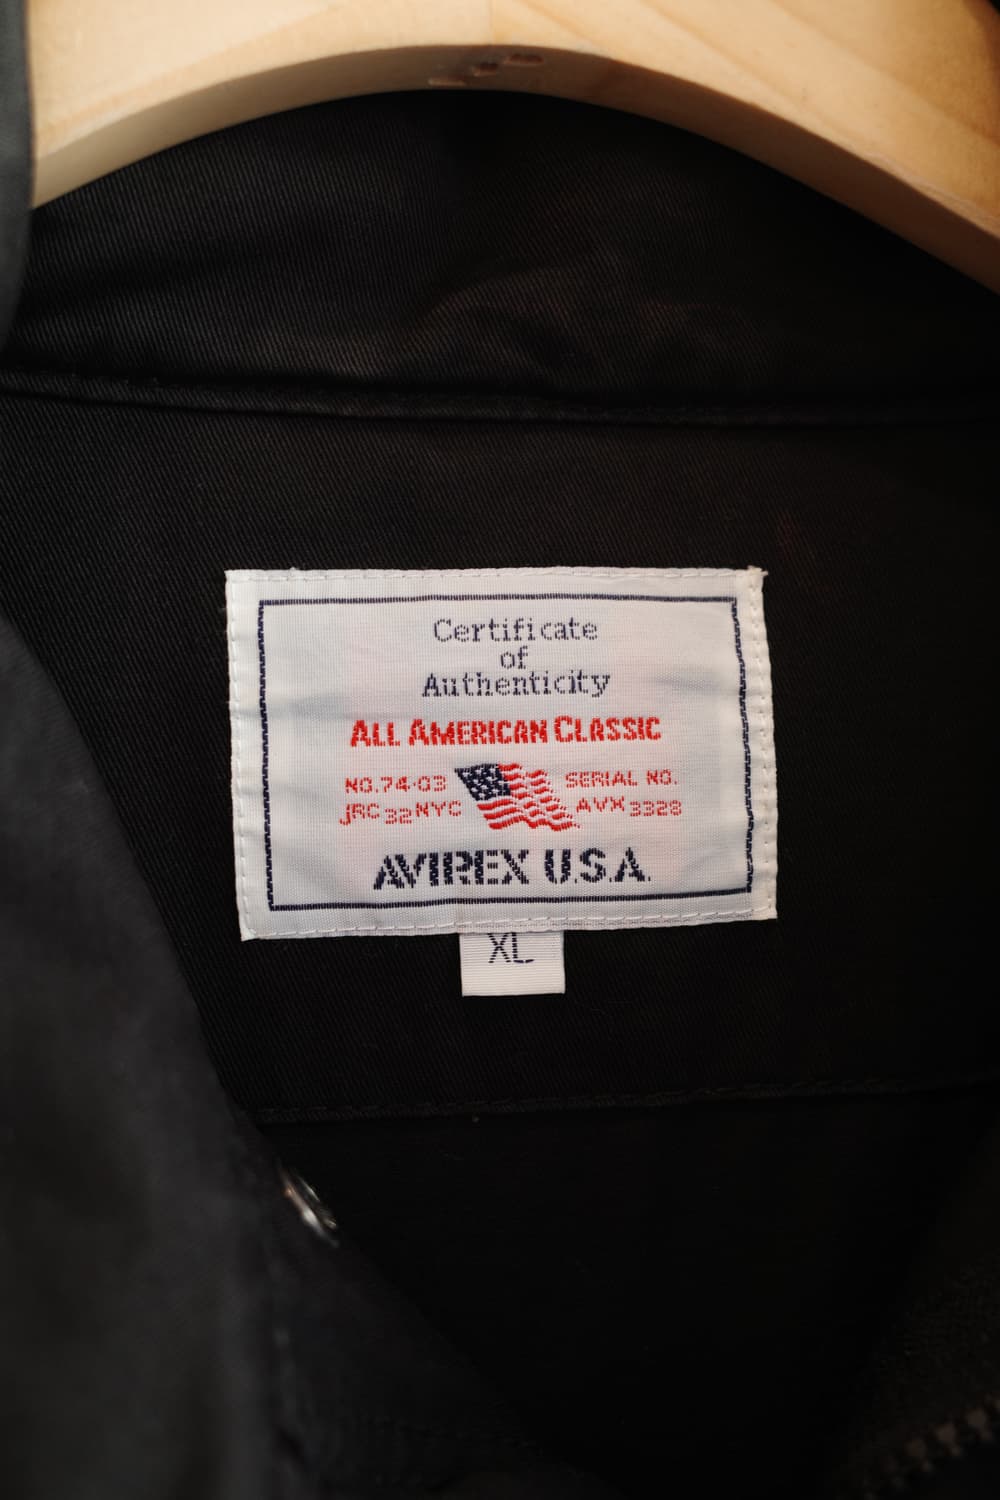 Certificate
of
Authenticity
ALL AMERICAN CLASSIC
NO.74-03 SERIAL NO.
JRC 32 NYC AVX 3328
AVIREX U.S.A.
XL